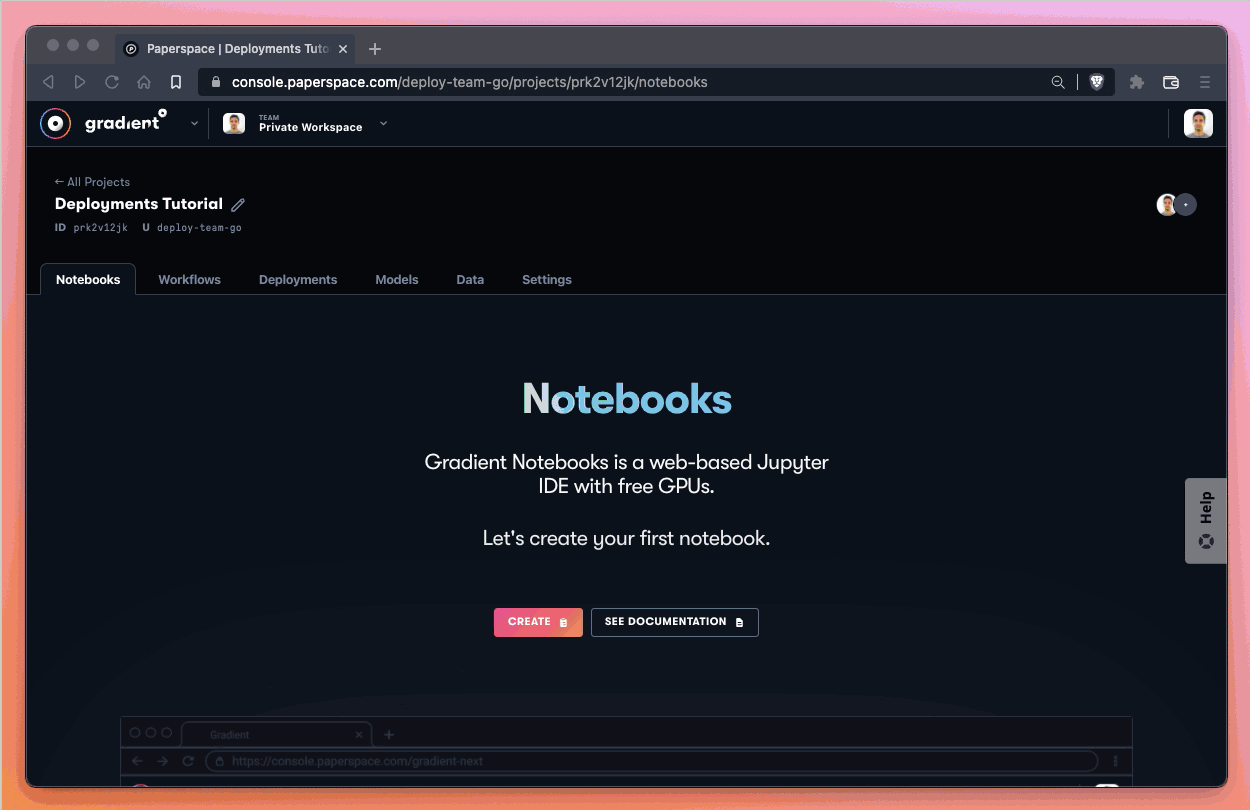 Paperspace | Deployments Tuto
console.paperspace.com/deploy-team-go/projects/prk2v12jk/notebooks
gradient
TEAM
Private Workspace
← All Projects
Deployments Tutorial
ID prk2v12jk U deploy-team-go
Notebooks Workflows Deployments Models Data Settings
Notebooks
Gradient Notebooks is a web-based Jupyter
IDE with free GPUs.
Let's create your first notebook.
Help
CREATE SEE DOCUMENTATION
Gradient
https://console.paperspace.com/gradient-next